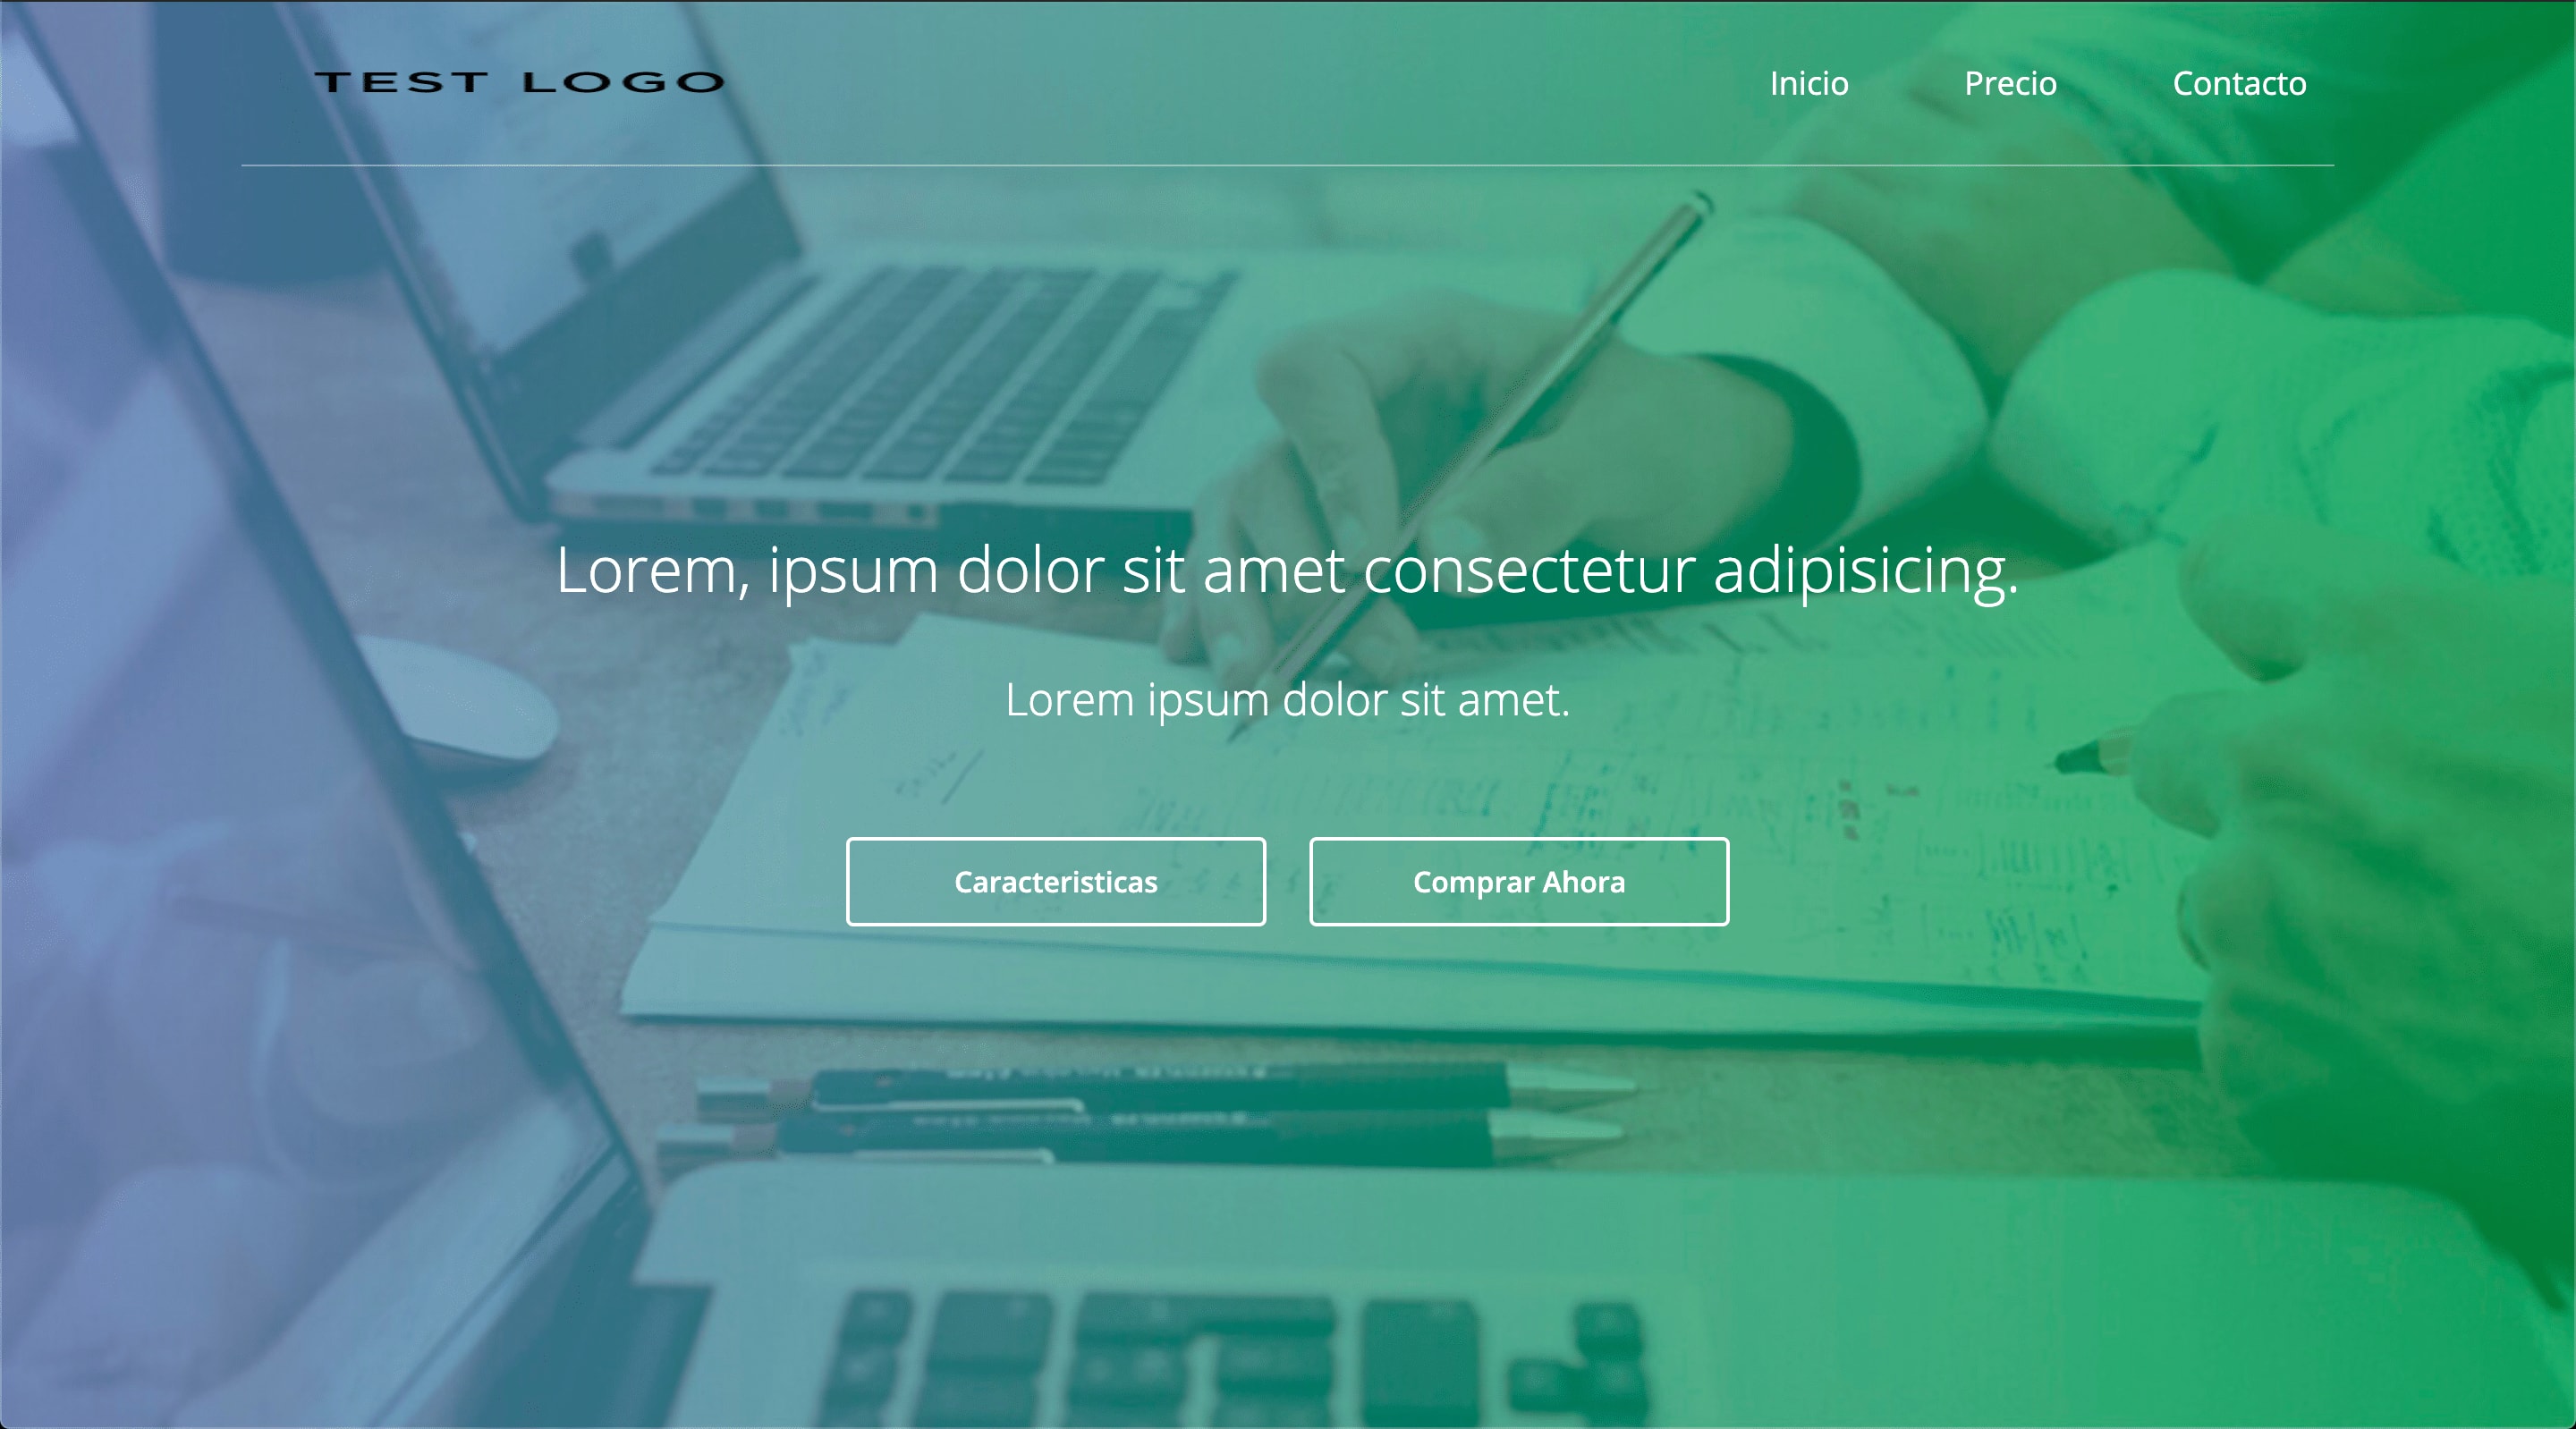 TEST LOGO
Inicio Precio Contacto
Lorem, ipsum dolor sit amet consectetur adipisicing.
Lorem ipsum dolor sit amet.
Caracteristicas Comprar Ahora